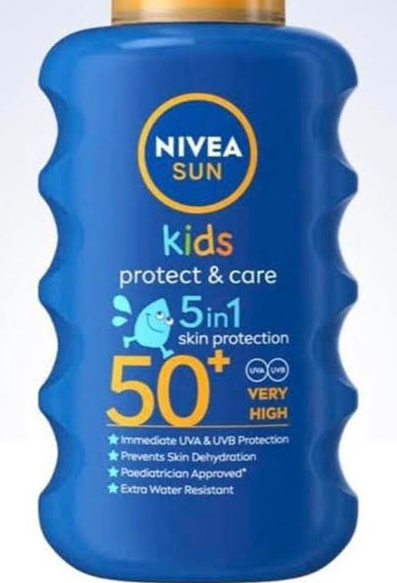 NIVEA
SUN
kids
protect & care
5in1
skin protection
50+
UVA UVB
VERY
HIGH
Immediate UVA & UVB Protection
Prevents Skin Dehydration
Paediatrician Approved*
Extra Water Resistant